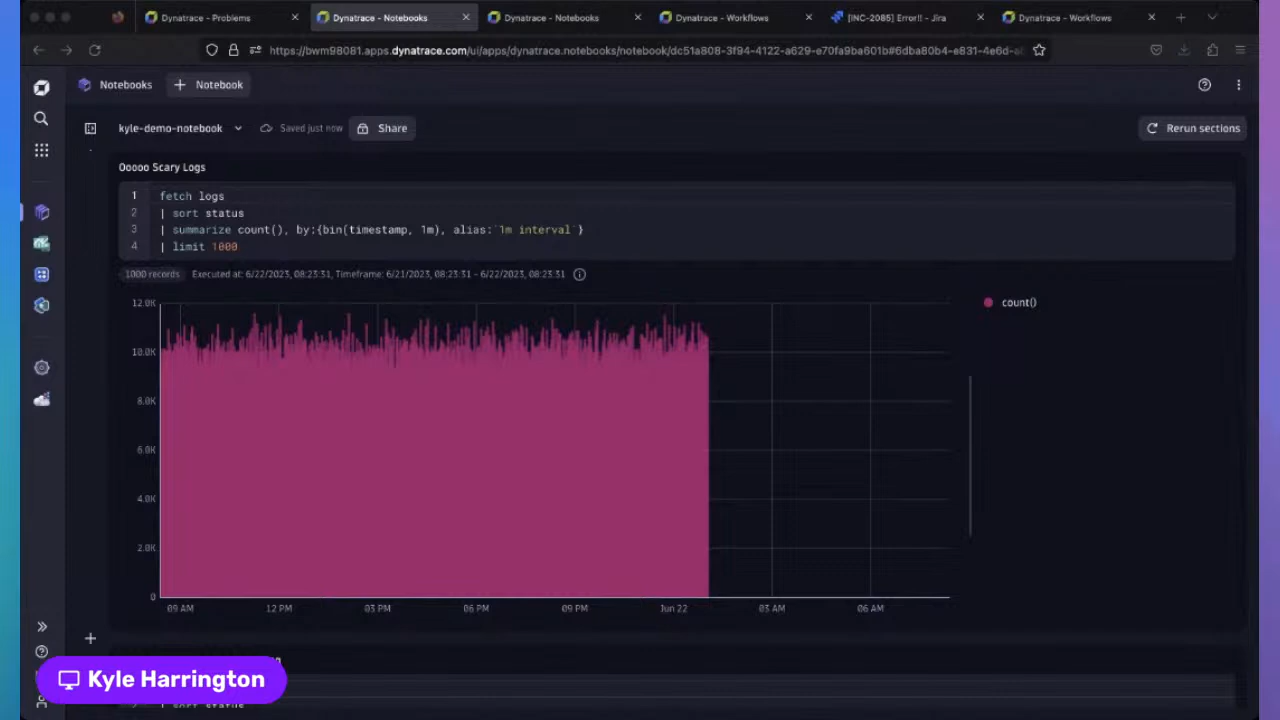 Dynatrace - Problems
Dynatrace - Notebooks
Dynatrace - Notebooks
Dynatrace - Workflows
[INC-2085] Error!! - Jira
Dynatrace - Workflows
https://bwm98081.apps.dynatrace.com/ui/apps/dynatrace.notebooks/notebook/dc51a808-3f94-4122-a629-e70fa9ba601b#6dba80b4-e831-4e6d-a
Notebooks
Notebook
kyle-demo-notebook
Saved just now
Share
Rerun sections
Ooooo Scary Logs
1 fetch logs
2 | sort status
3 | summarize count(), by:{bin(timestamp, 1m), alias:`1m interval`}
4 | limit 1000
1000 records
Executed at: 6/22/2023, 08:23:31, Timeframe: 6/21/2023, 08:23:31 - 6/22/2023, 08:23:31
12.0K
10.0K
8.0K
6.0K
4.0K
2.0K
0
09 AM
12 PM
03 PM
06 PM
09 PM
Jun 22
03 AM
06 AM
count()
Kyle Harrington
| sort status